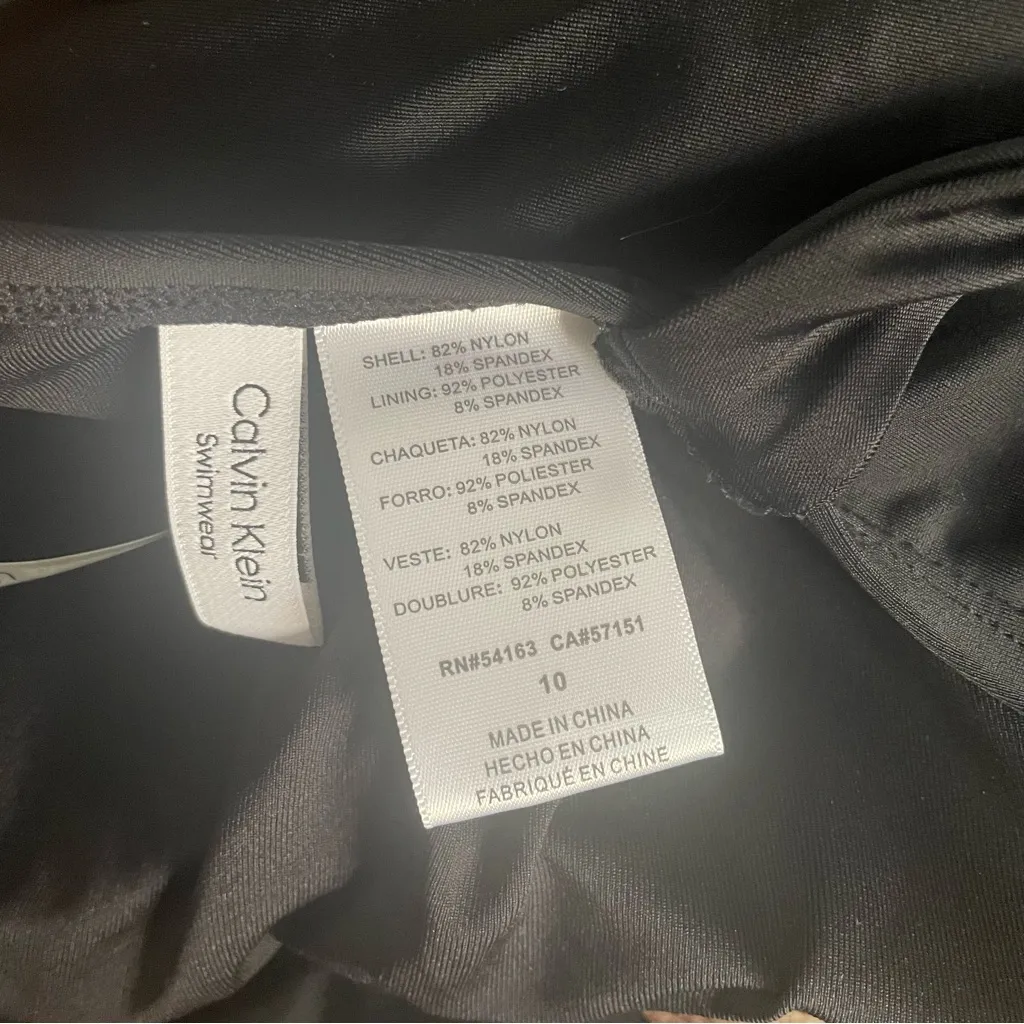 Calvin Klein
Swimwear
SHELL: 82% NYLON
18% SPANDEX
LINING: 92% POLYESTER
8% SPANDEX
CHAQUETA: 82% NYLON
18% SPANDEX
FORRO: 92% POLIESTER
8% SPANDEX
VESTE: 82% NYLON
18% SPANDEX
DOUBLURE: 92% POLYESTER
8% SPANDEX
RN#54163 CA#57151
10
MADE IN CHINA
HECHO EN CHINA
FABRIQUÉ EN CHINE